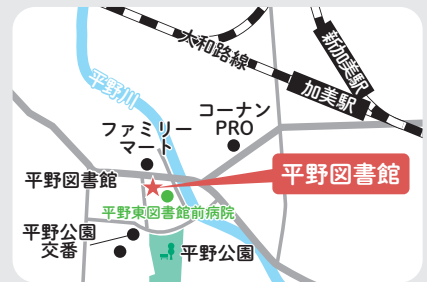 大和路線
新加美駅
加美駅
平野川
コーナン
PRO
ファミリー
マート
平野図書館
平野図書館
平野東図書館前病院
平野公園
交番
平野公園